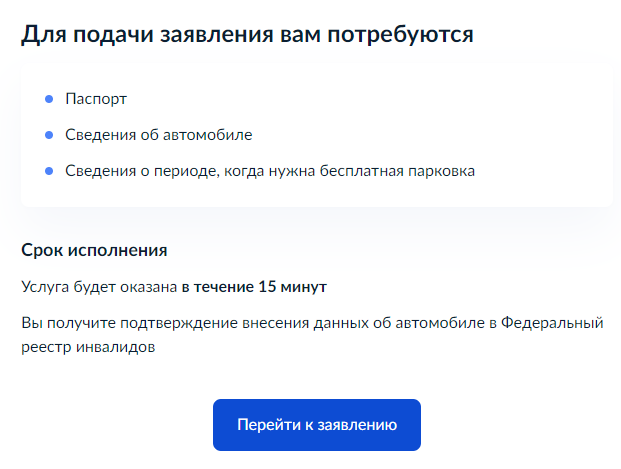 Для подачи заявления вам потребуются
Паспорт
Сведения об автомобиле
Сведения о периоде, когда нужна бесплатная парковка
Срок исполнения
Услуга будет оказана в течение 15 минут
Вы получите подтверждение внесения данных об автомобиле в Федеральный
реестр инвалидов
Перейти к заявлению